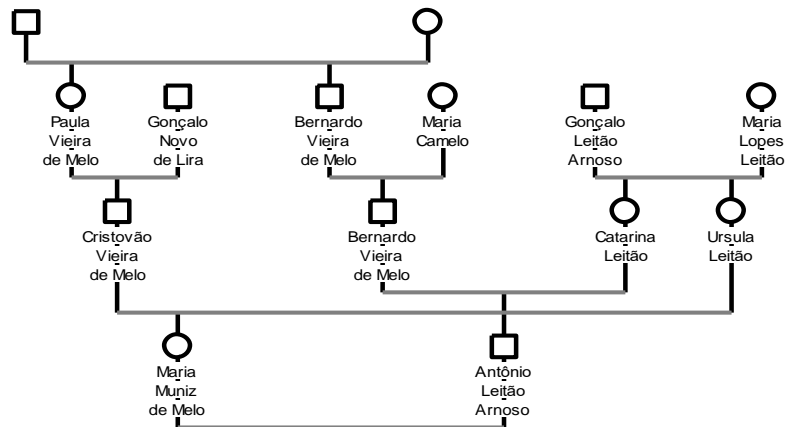 Paula
Vieira
de Melo
Gonçalo
Novo
de Lira
Bernardo
Vieira
de Melo
Maria
Camelo
Gonçalo
Leitão
Arnoso
Maria
Lopes
Leitão
Cristovão
Vieira
de Melo
Bernardo
Vieira
de Melo
Catarina
Leitão
Ursula
Leitão
Maria
Muniz
de Melo
Antônio
Leitão
Arnoso